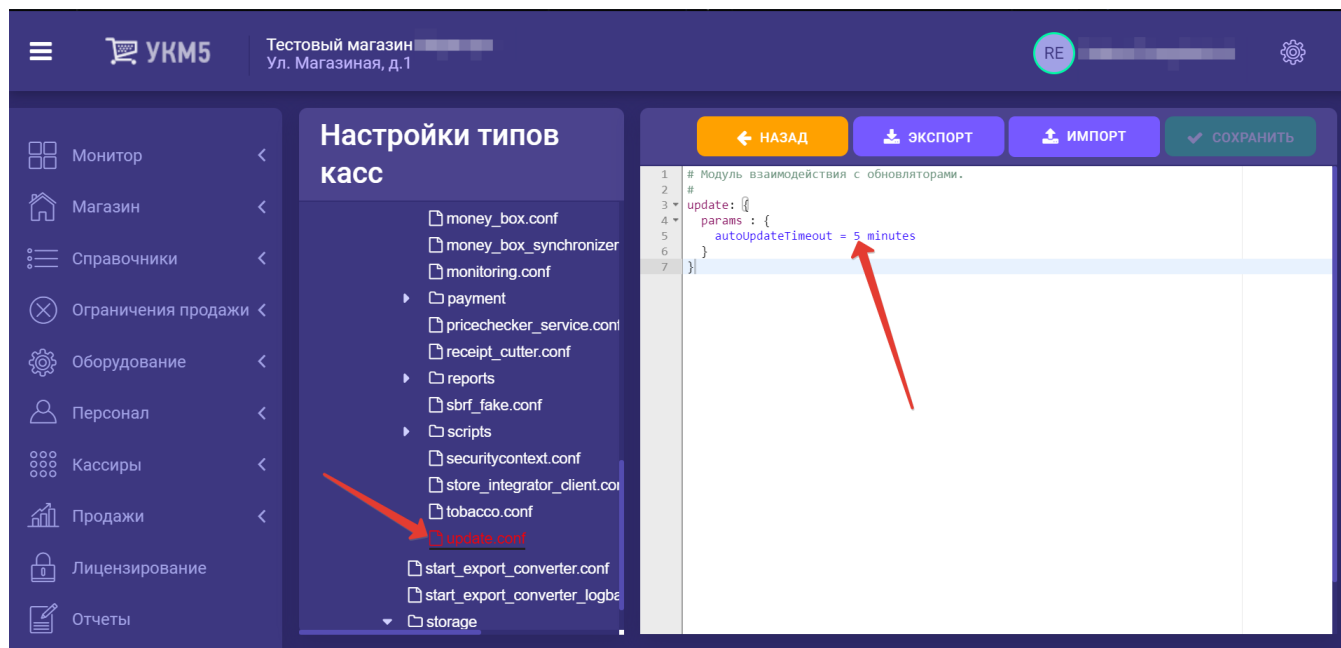 УКМ5
Тестовый магазин
Ул. Магазиная, д.1
RE
Монитор
Магазин
Справочники
Ограничения продажи
Оборудование
Персонал
Кассиры
Продажи
Лицензирование
Отчеты
Настройки типов
касс
money_box.conf
money_box_synchronizer
monitoring.conf
payment
pricechecker_service.conf
receipt_cutter.conf
reports
sbrf_fake.conf
scripts
securitycontext.conf
store_integrator_client.con
tobacco.conf
update.conf
start_export_converter.conf
start_export_converter_logba
storage
НАЗАД
ЭКСПОРТ
ИМПОРТ
СОХРАНИТЬ
1 # Модуль взаимодействия с обновляторами.
2 #
3 update: {
4 params : {
5 autoUpdateTimeout = 5 minutes
6 }
7 }